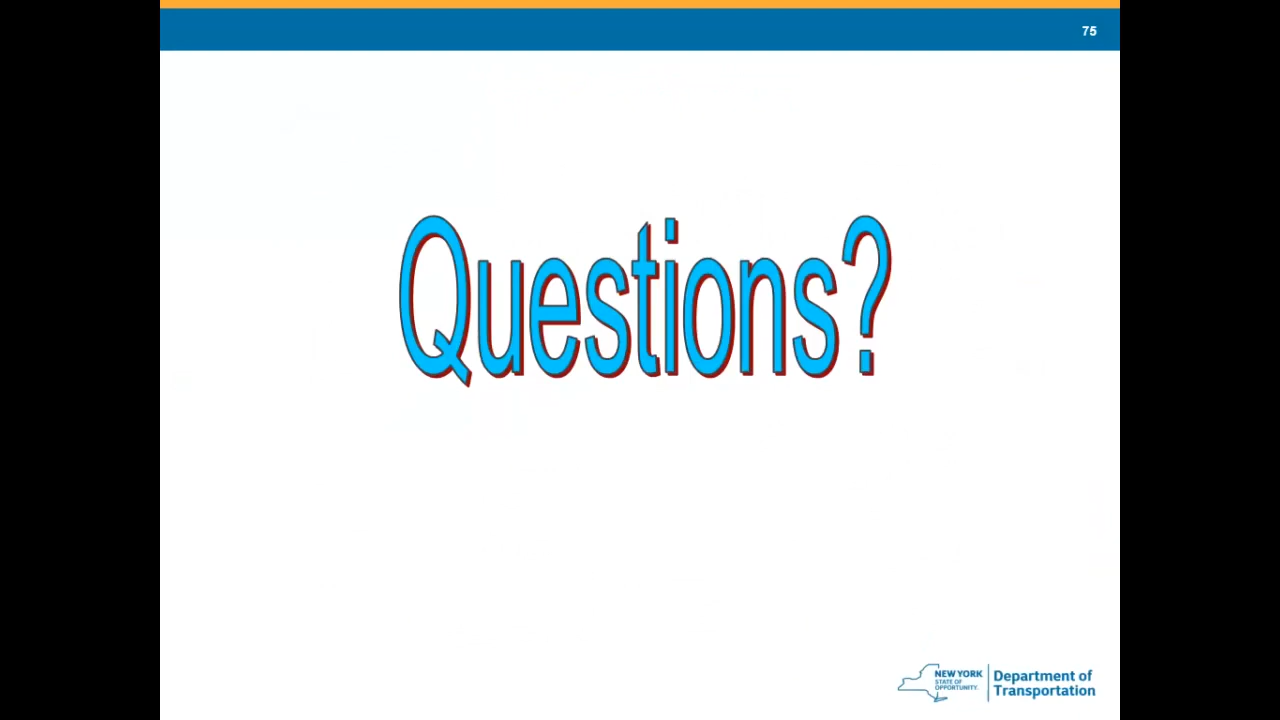 75
Questions?
NEW YORK
STATE OF
OPPORTUNITY.
Department of
Transportation